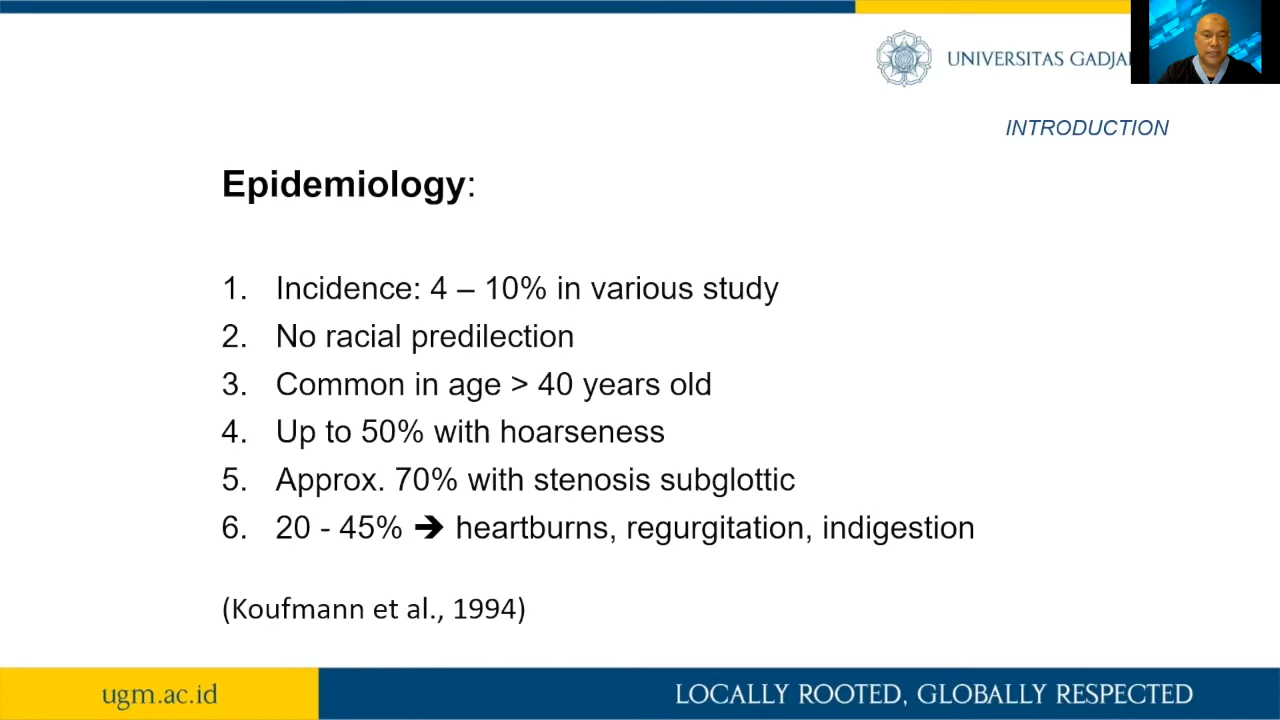 UNIVERSITAS GADJA
INTRODUCTION
Epidemiology:
1. Incidence: 4 – 10% in various study
2. No racial predilection
3. Common in age > 40 years old
4. Up to 50% with hoarseness
5. Approx. 70% with stenosis subglottic
6. 20 - 45% ➔ heartburns, regurgitation, indigestion
(Koufmann et al., 1994)
ugm.ac.id
LOCALLY ROOTED, GLOBALLY RESPECTED